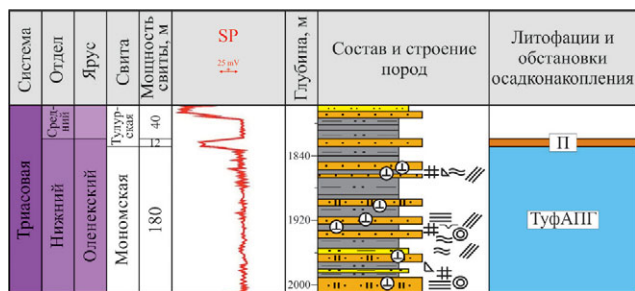 Система
Отдел
Ярус
Свита
Мощность
свиты, м
SP
25 mV
Глубина, м
Состав и строение
пород
Литофации и
обстановки
осадконакопления
Триасовая
Сред-
ний
Нижний
Оленекский
Тулур-
ская
Мономская
40
12
180
1840
1920
2000
П
ТуфАПГ